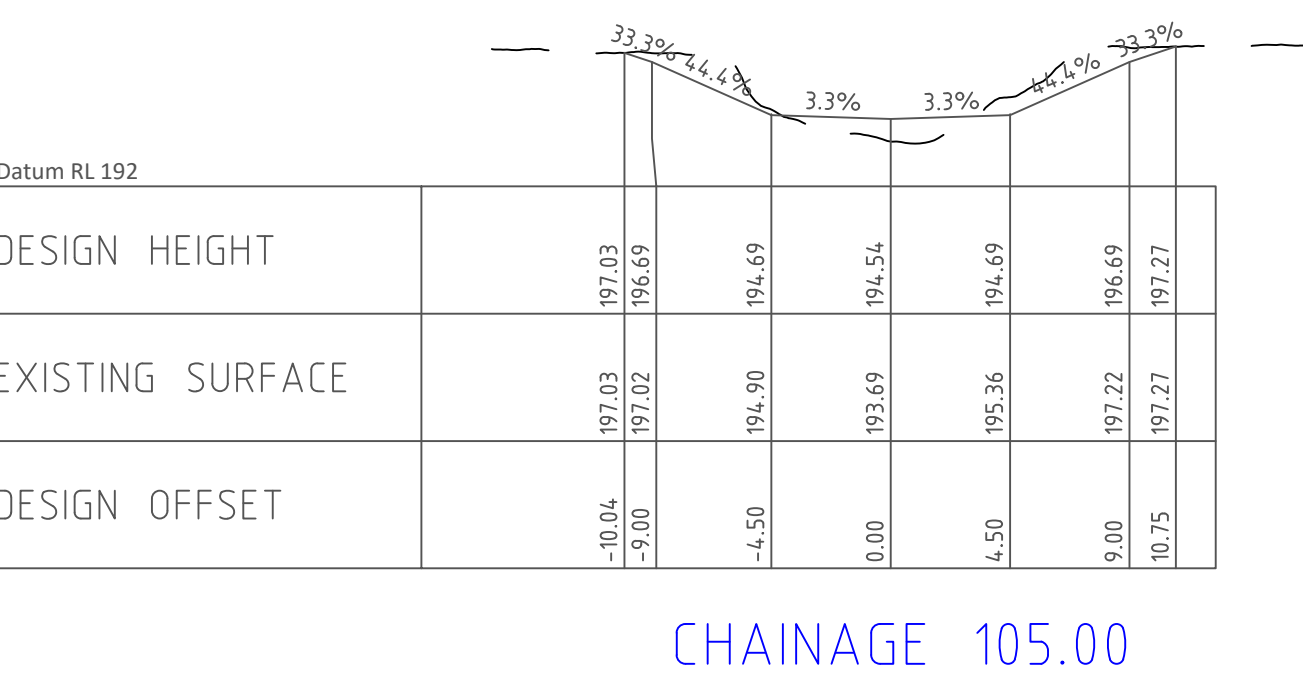 33.3% 44.4% 3.3% 3.3% 44.4% 33.3%
Datum RL 192
DESIGN HEIGHT 197.03 196.69 194.69 194.54 194.69 196.69 197.27
EXISTING SURFACE 197.03 197.02 194.90 193.69 195.36 197.22 197.27
DESIGN OFFSET -10.04 -9.00 -4.50 0.00 4.50 9.00 10.75
CHAINAGE 105.00